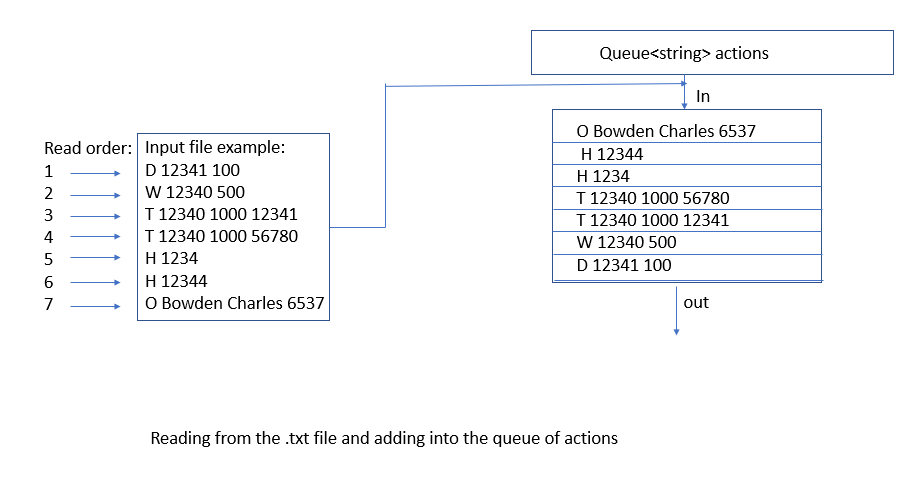 Queue<string> actions
In
Read order:
1
2
3
4
5
6
7
Input file example:
D 12341 100
W 12340 500
T 12340 1000 12341
T 12340 1000 56780
H 1234
H 12344
O Bowden Charles 6537
O Bowden Charles 6537
H 12344
H 1234
T 12340 1000 56780
T 12340 1000 12341
W 12340 500
D 12341 100
out
Reading from the .txt file and adding into the queue of actions